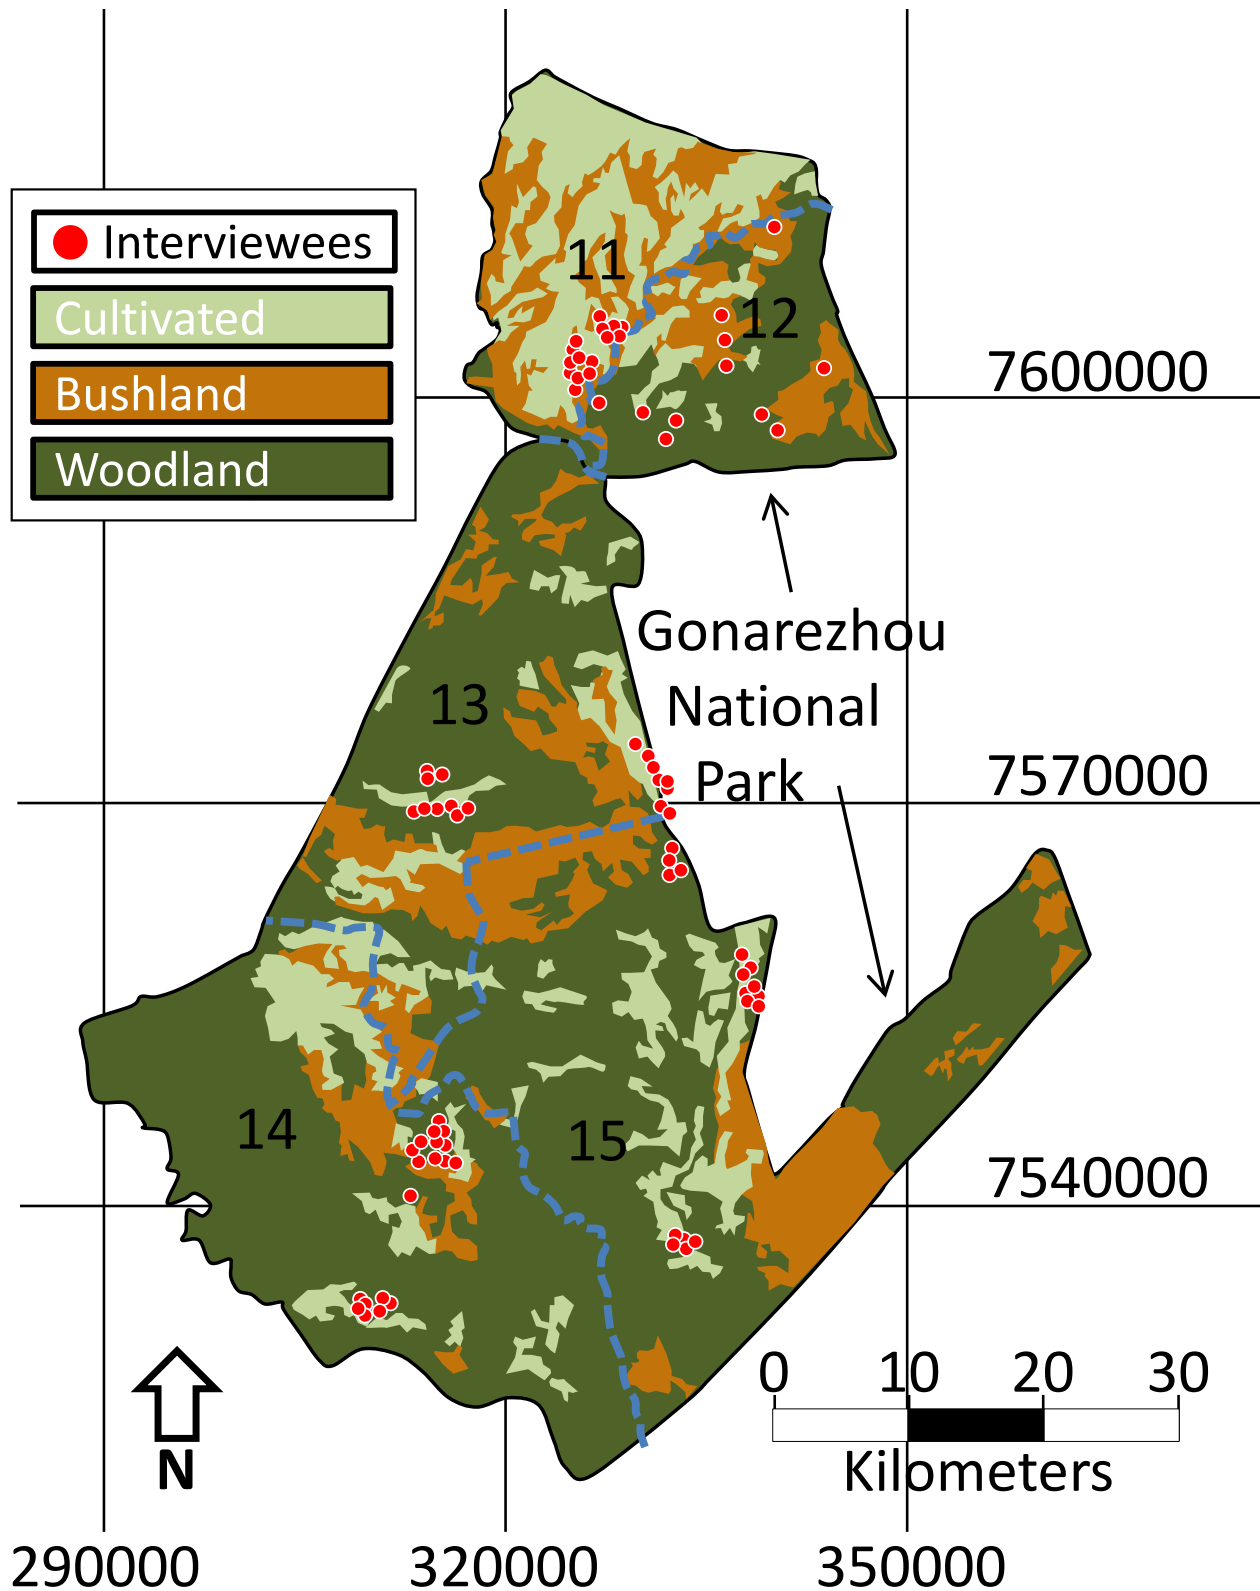 Interviewees
Cultivated
Bushland
Woodland
11
12
7600000
Gonarezhou
National
Park
13
7570000
14
15
7540000
0 10 20 30
Kilometers
N
290000 320000 350000